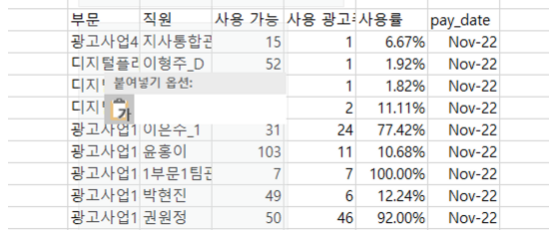 부문 직원 사용 가능 사용 광고주 사용률 pay_date
광고사업4 지사통합관 15 1 6.67% Nov-22
디지털플리 이형주_D 52 1 1.92% Nov-22
디지 붙여넣기 옵션: 1 1.82% Nov-22
디지 가 2 11.11% Nov-22
광고사업1 이은수_1 31 24 77.42% Nov-22
광고사업1 윤홍이 103 11 10.68% Nov-22
광고사업1 1부문1팀관 7 7 100.00% Nov-22
광고사업1 박현진 49 6 12.24% Nov-22
광고사업1 권원정 50 46 92.00% Nov-22